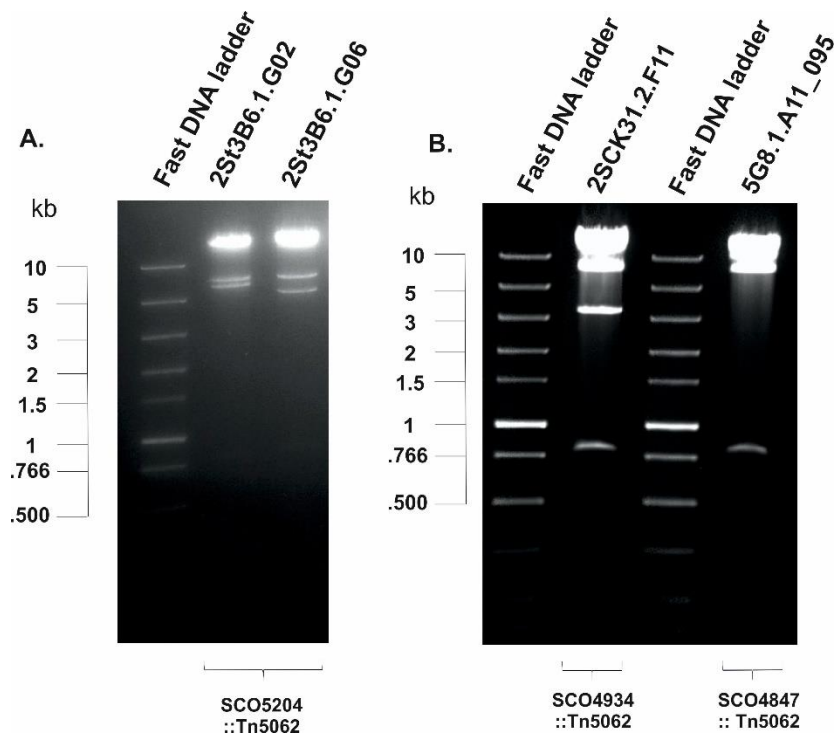 A.
kb
Fast DNA ladder
2St3B6.1.G02
2St3B6.1.G06
10
5
3
2
1.5
1
.766
.500
SCO5204
::Tn5062
B.
kb
Fast DNA ladder
2SCK31.2.F11
Fast DNA ladder
5G8.1.A11_095
10
5
3
2
1.5
1
.766
.500
SCO4934
::Tn5062
SCO4847
:: Tn5062